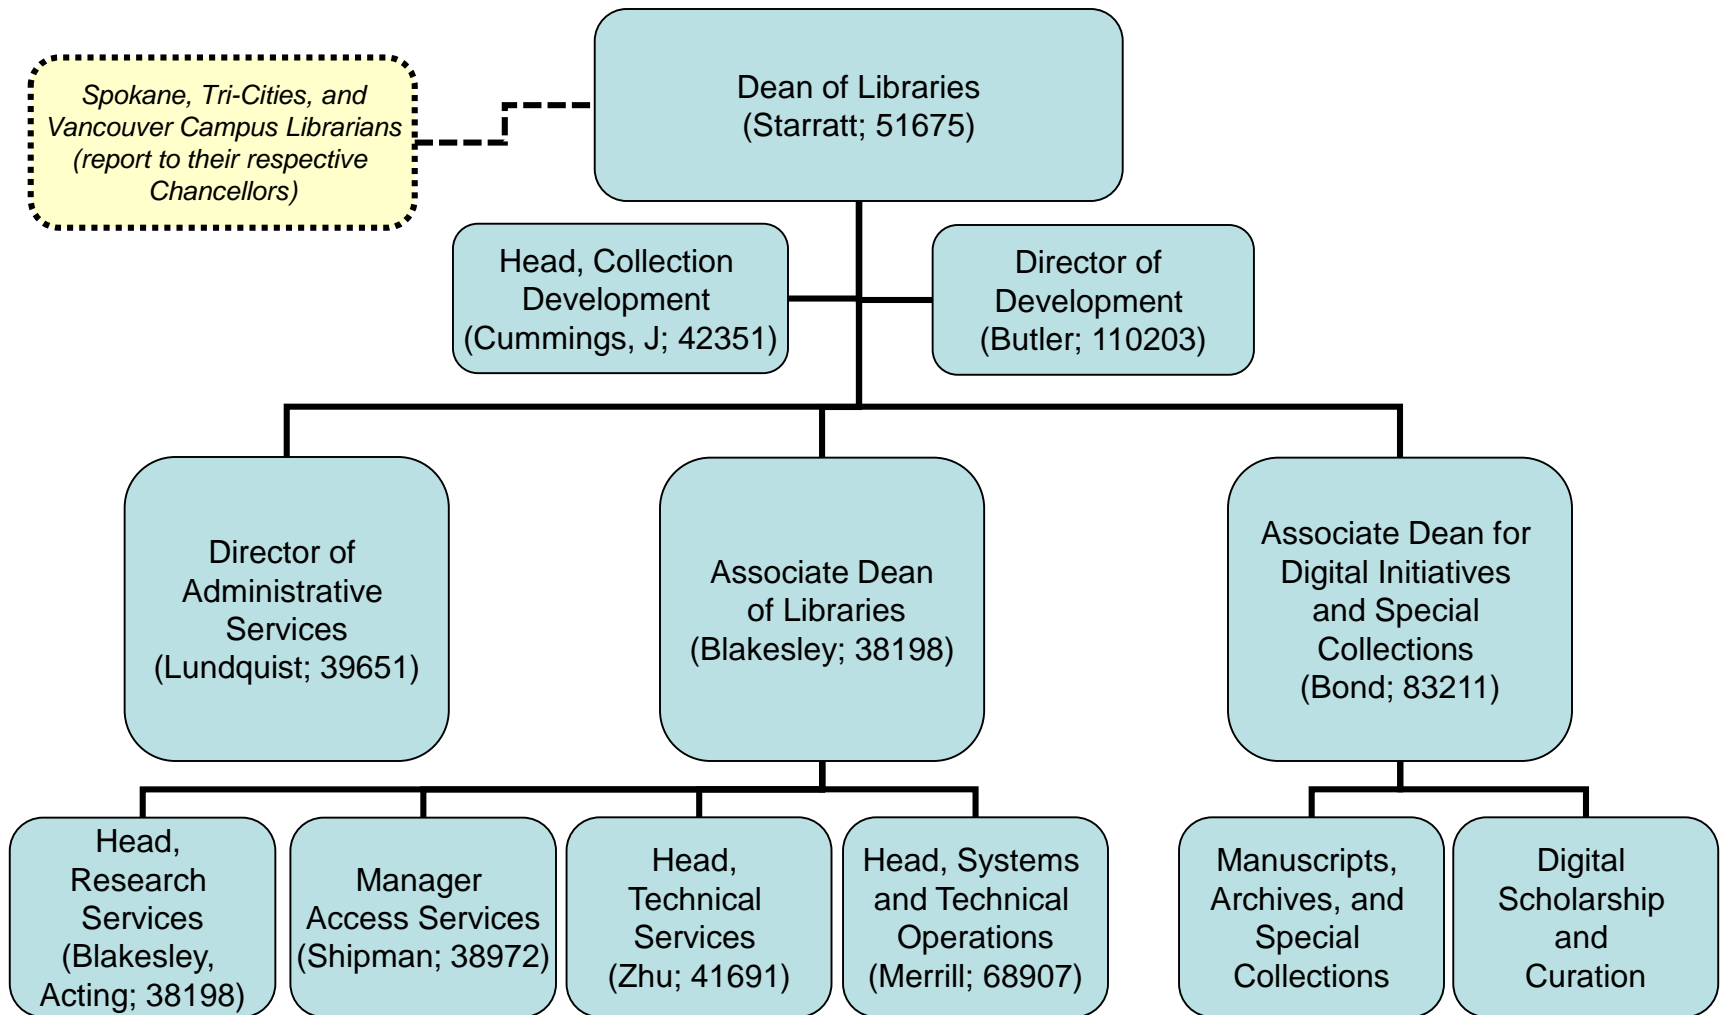 Dean of Libraries
(Starratt; 51675)
Spokane, Tri-Cities, and
Vancouver Campus Librarians
(report to their respective
Chancellors)
Head, Collection
Development
(Cummings, J; 42351)
Director of
Development
(Butler; 110203)
Director of
Administrative
Services
(Lundquist; 39651)
Associate Dean
of Libraries
(Blakesley; 38198)
Associate Dean for
Digital Initiatives
and Special
Collections
(Bond; 83211)
Head,
Research
Services
(Blakesley,
Acting; 38198)
Manager
Access Services
(Shipman; 38972)
Head,
Technical
Services
(Zhu; 41691)
Head, Systems
and Technical
Operations
(Merrill; 68907)
Manuscripts,
Archives, and
Special
Collections
Digital
Scholarship
and
Curation